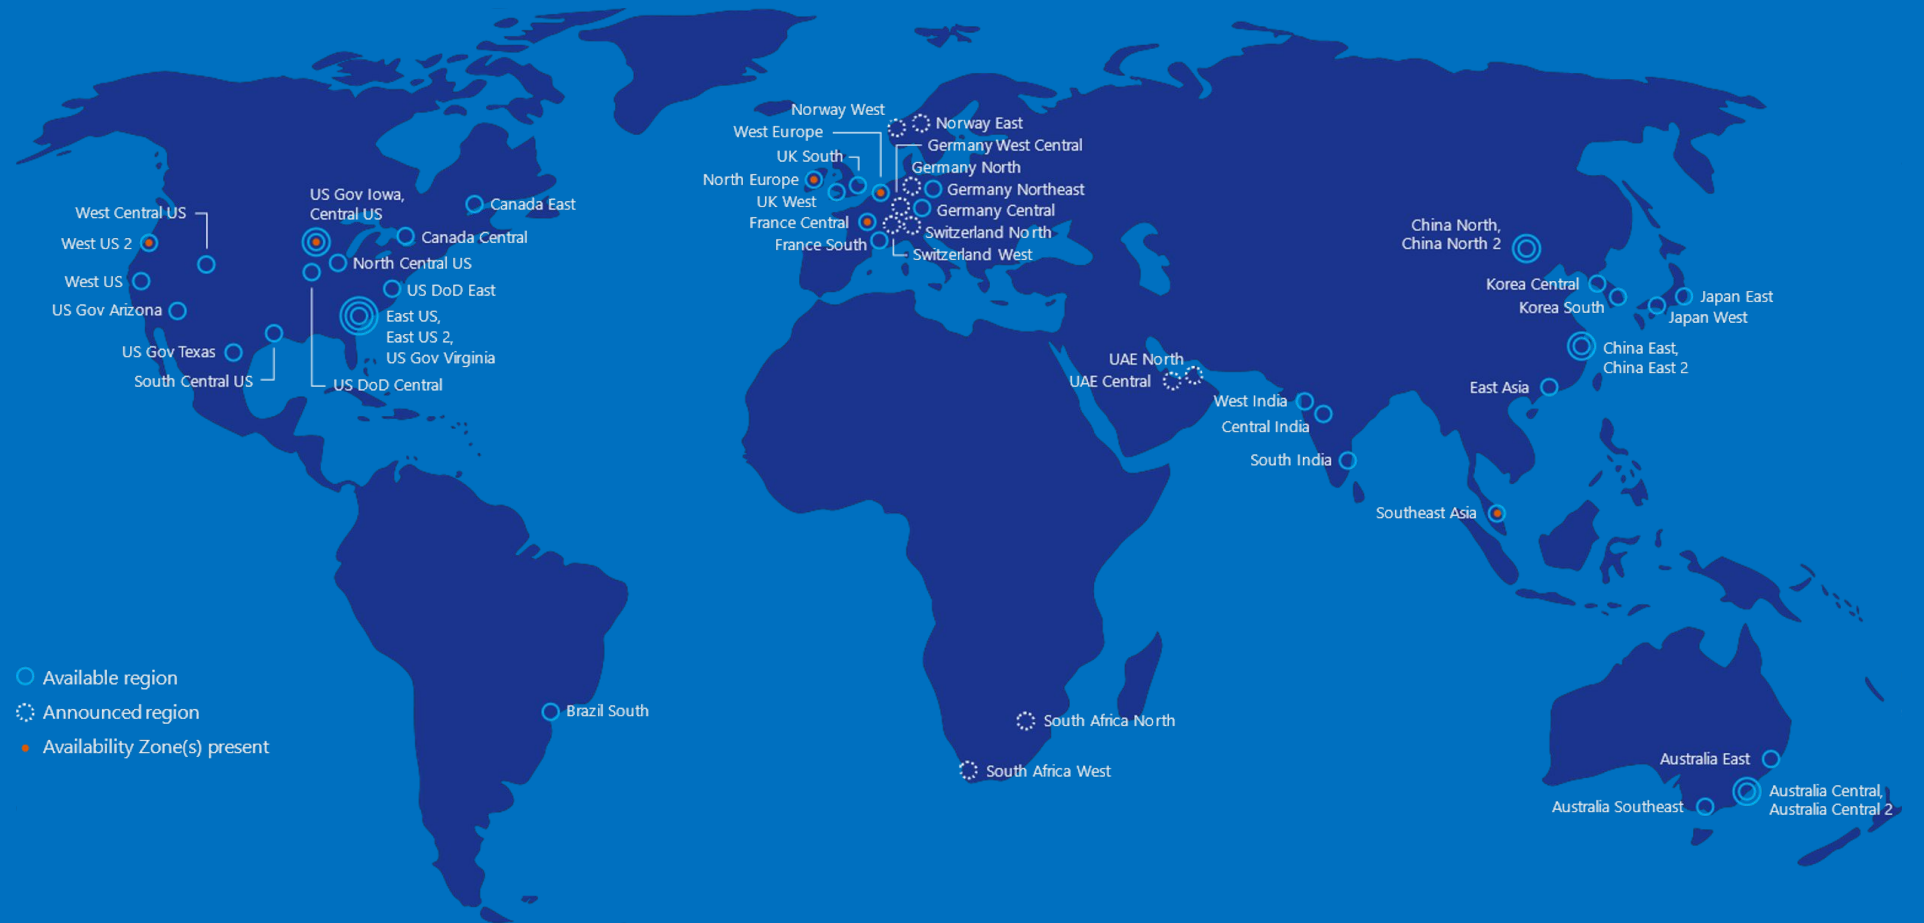 Norway West
Norway East
West Europe
Germany West Central
UK South
Germany North
North Europe
Germany Northeast
UK West
Germany Central
France Central
Switzerland North
France South
Switzerland West
US Gov Iowa,
Central US
Canada East
West Central US
West US 2
Canada Central
North Central US
West US
US DoD East
US Gov Arizona
East US,
East US 2,
US Gov Virginia
US Gov Texas
South Central US
US DoD Central
China North,
China North 2
Korea Central
Korea South
Japan East
Japan West
China East,
China East 2
East Asia
UAE North
UAE Central
West India
Central India
South India
Southeast Asia
Available region
Announced region
Availability Zone(s) present
Brazil South
South Africa North
South Africa West
Australia East
Australia Central,
Australia Central 2
Australia Southeast